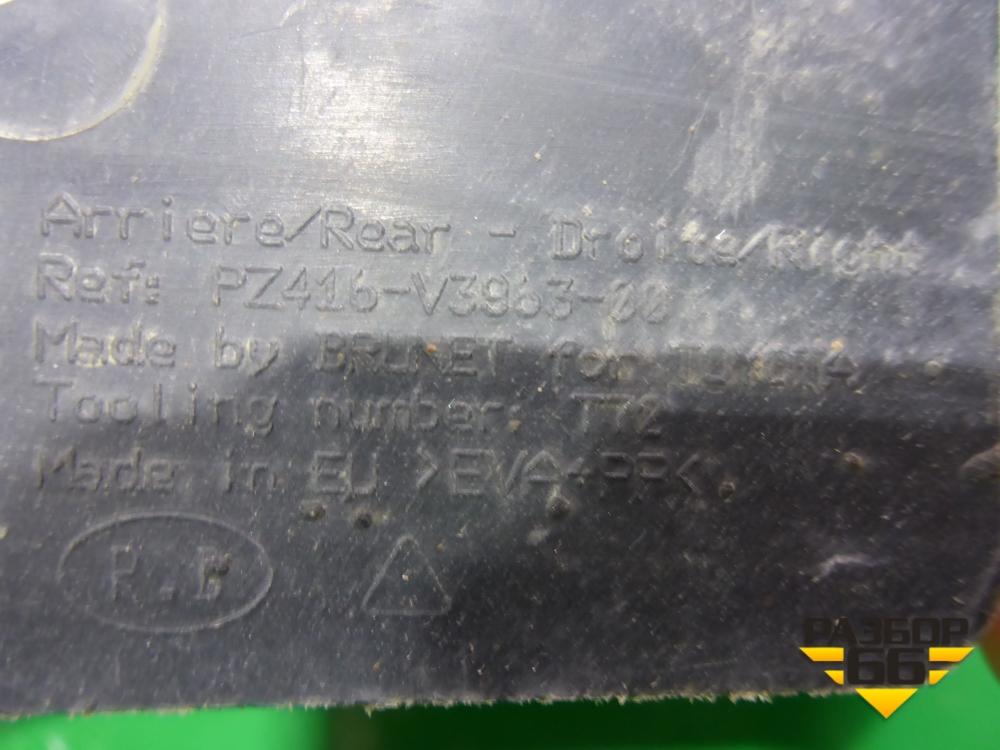 Arriere/Rear - Droite/Right
Ref: PZ416-V3963-00
Made by BRUNET for TOYOTA
Tooling number: 772
Made in EU >EVA+PP<
P.B
РАЗБОР
66